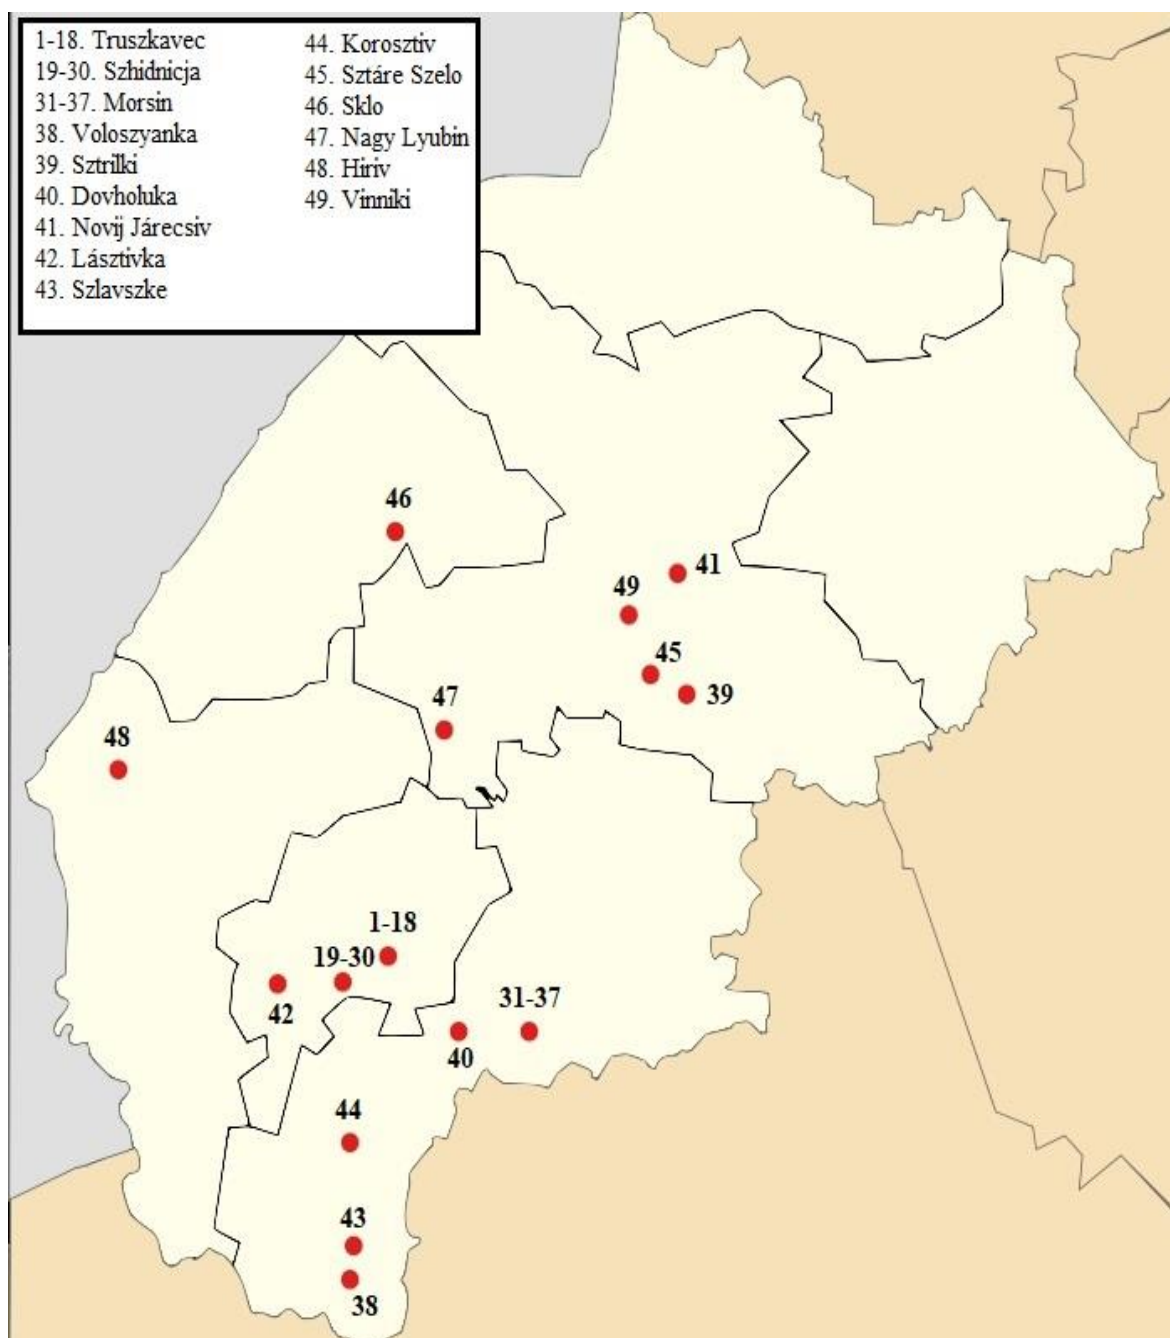 1-18. Truszkavec
19-30. Szhidnicja
31-37. Morsin
38. Voloszyanka
39. Sztrilki
40. Dovholuka
41. Novij Járecsiv
42. Lásztivka
43. Szlavszke
44. Korosztiv
45. Sztáre Szelo
46. Sklo
47. Nagy Lyubin
48. Hiriv
49. Vinniki
46
41
49
45
39
47
48
1-18
19-30
42
31-37
40
44
43
38